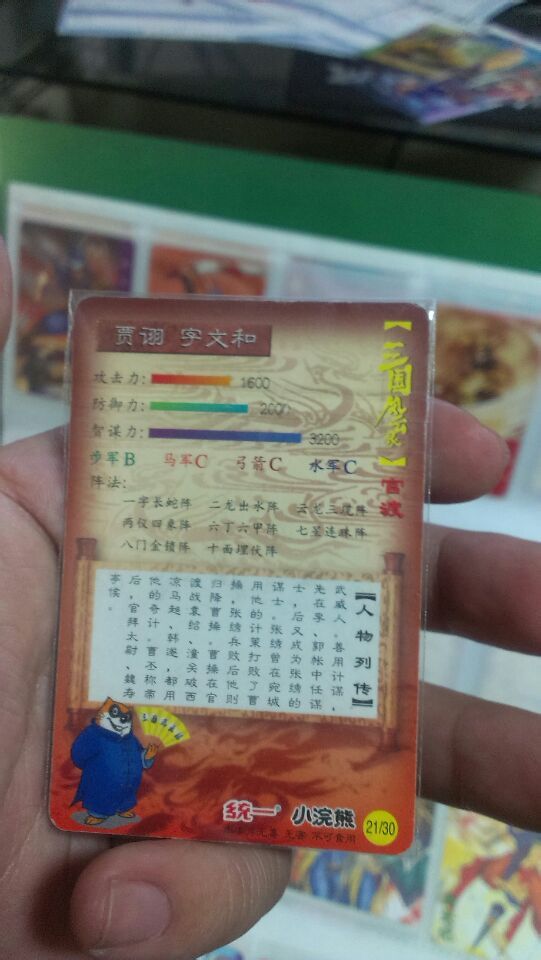 贾诩 字文和
【三国风云】官渡
攻击力: 1600
防御力: 2000
智谋力: 3200
步军B 马军C 弓箭C 水军C
阵法:
一字长蛇阵 二龙出水阵
两仪四象阵 六丁六甲阵 七星连珠阵
八门金锁阵 十面埋伏阵
【人物列传】
武威人。善用计谋,
先在李、郭帐中任谋
士,后又成为张绣的
谋士。张绣曾在宛城
用他的计策打败了曹
操,张绣兵败后他则
归降曹操。曹操在官
渡战袁绍、潼关破西
凉马超、韩遂,都用
他的奇计。曹丕称帝
后,官拜太尉、魏寿
亭侯。
统一® 小浣熊
21/30